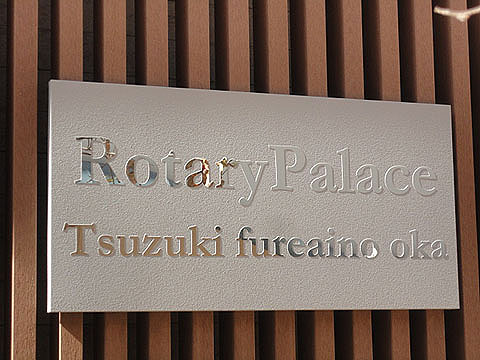 RotaryPalace
Tsuzuki fureaino oka